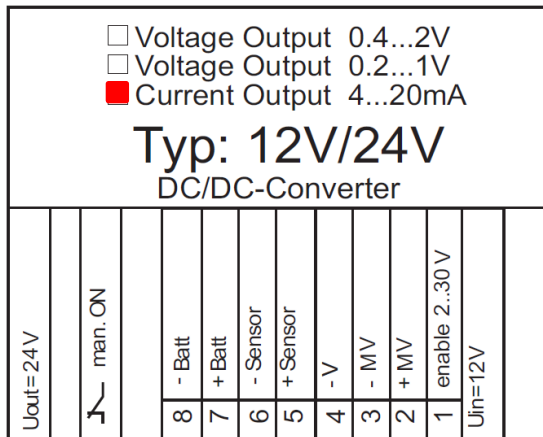 Voltage Output 0.4...2V
Voltage Output 0.2...1V
Current Output 4...20mA
Typ: 12V/24V
DC/DC-Converter
Uout=24V
man. ON
8 - Batt
7 +Batt
6 - Sensor
5 +Sensor
4 - V
3 - MV
2 + MV
1 enable 2..30 V
Uin=12V